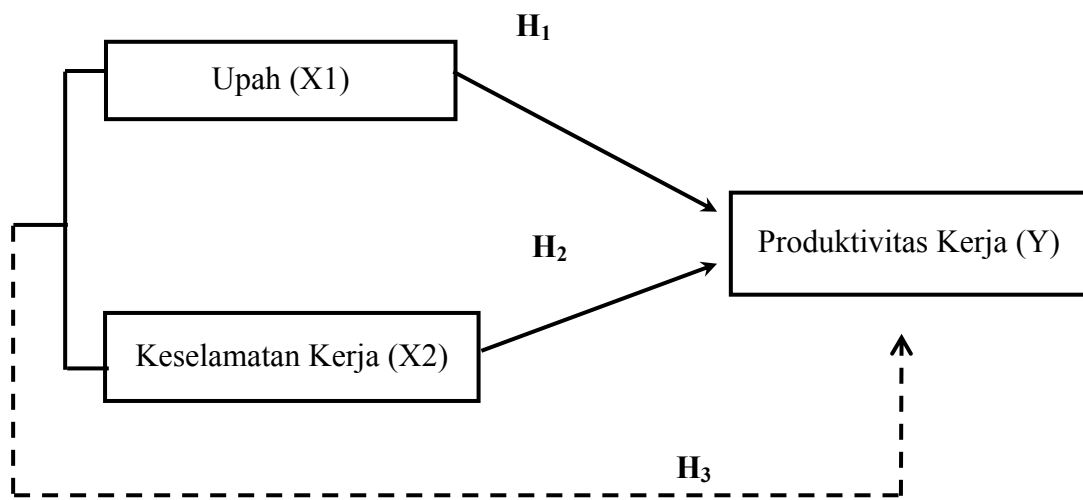 H₁
Upah (X1)
Produktivitas Kerja (Y)
H₂
Keselamatan Kerja (X2)
H₃